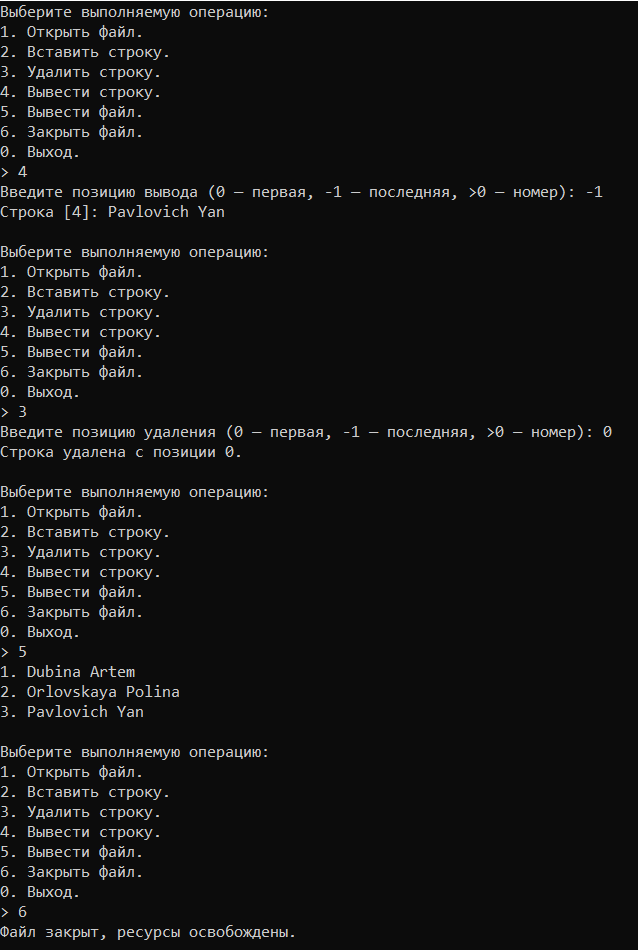 Выберите выполняемую операцию:
1. Открыть файл.
2. Вставить строку.
3. Удалить строку.
4. Вывести строку.
5. Вывести файл.
6. Закрыть файл.
0. Выход.
> 4
Введите позицию вывода (0 — первая, -1 — последняя, >0 — номер): -1
Строка [4]: Pavlovich Yan

Выберите выполняемую операцию:
1. Открыть файл.
2. Вставить строку.
3. Удалить строку.
4. Вывести строку.
5. Вывести файл.
6. Закрыть файл.
0. Выход.
> 3
Введите позицию удаления (0 — первая, -1 — последняя, >0 — номер): 0
Строка удалена с позиции 0.

Выберите выполняемую операцию:
1. Открыть файл.
2. Вставить строку.
3. Удалить строку.
4. Вывести строку.
5. Вывести файл.
6. Закрыть файл.
0. Выход.
> 5
1. Dubina Artem
2. Orlovskaya Polina
3. Pavlovich Yan

Выберите выполняемую операцию:
1. Открыть файл.
2. Вставить строку.
3. Удалить строку.
4. Вывести строку.
5. Вывести файл.
6. Закрыть файл.
0. Выход.
> 6
Файл закрыт, ресурсы освобождены.